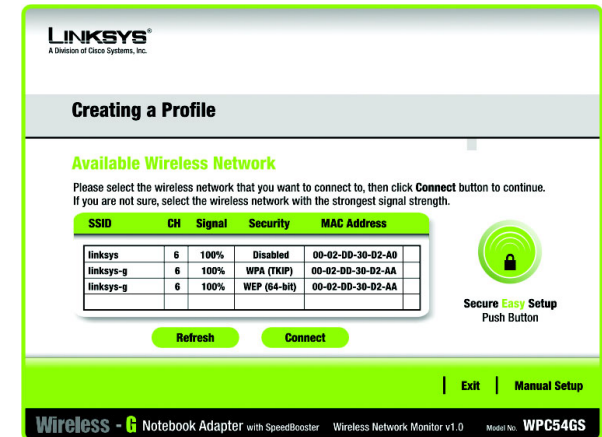 LINKSYS®
A Division of Cisco Systems, Inc.
Creating a Profile
Available Wireless Network
Please select the wireless network that you want to connect to, then click Connect button to continue.
If you are not sure, select the wireless network with the strongest signal strength.
SSID CH Signal Security MAC Address
linksys 6 100% Disabled 00-02-DD-30-D2-A0
linksys-g 6 100% WPA (TKIP) 00-02-DD-30-D2-AA
linksys-g 6 100% WEP (64-bit) 00-02-DD-30-D2-AA
Secure Easy Setup
Push Button
Refresh Connect
Exit Manual Setup
Wireless - G Notebook Adapter with SpeedBooster Wireless Network Monitor v1.0 Model No. WPC54GS